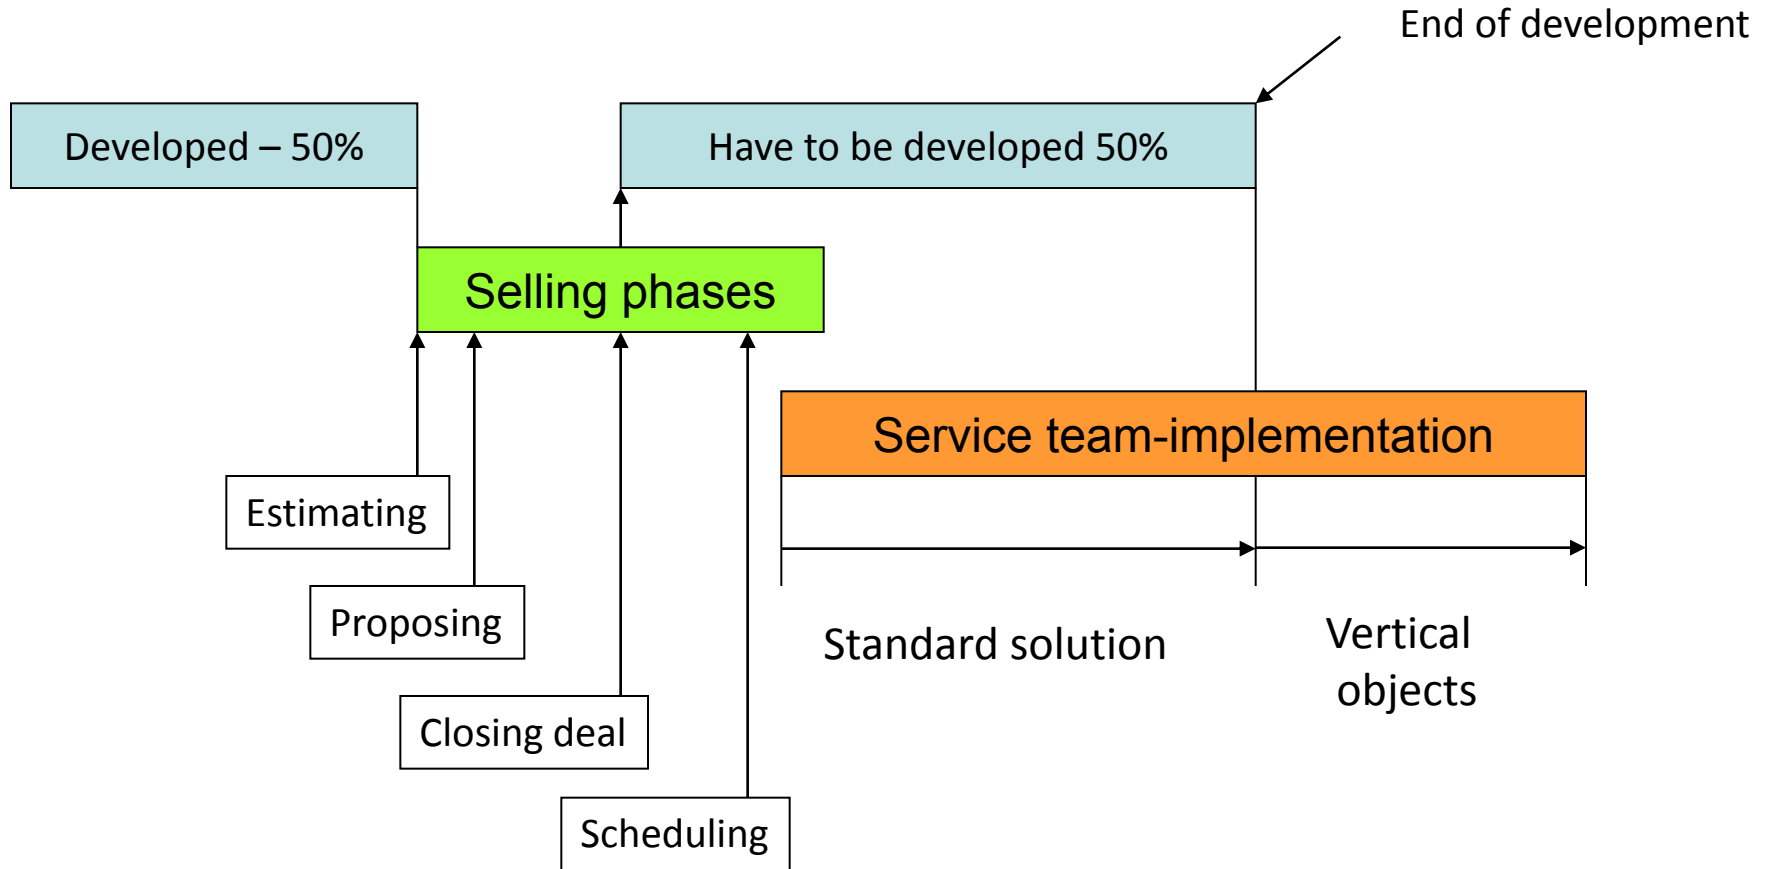 End of development
Developed – 50%
Have to be developed 50%
Selling phases
Service team-implementation
Estimating
Proposing
Standard solution
Vertical
objects
Closing deal
Scheduling